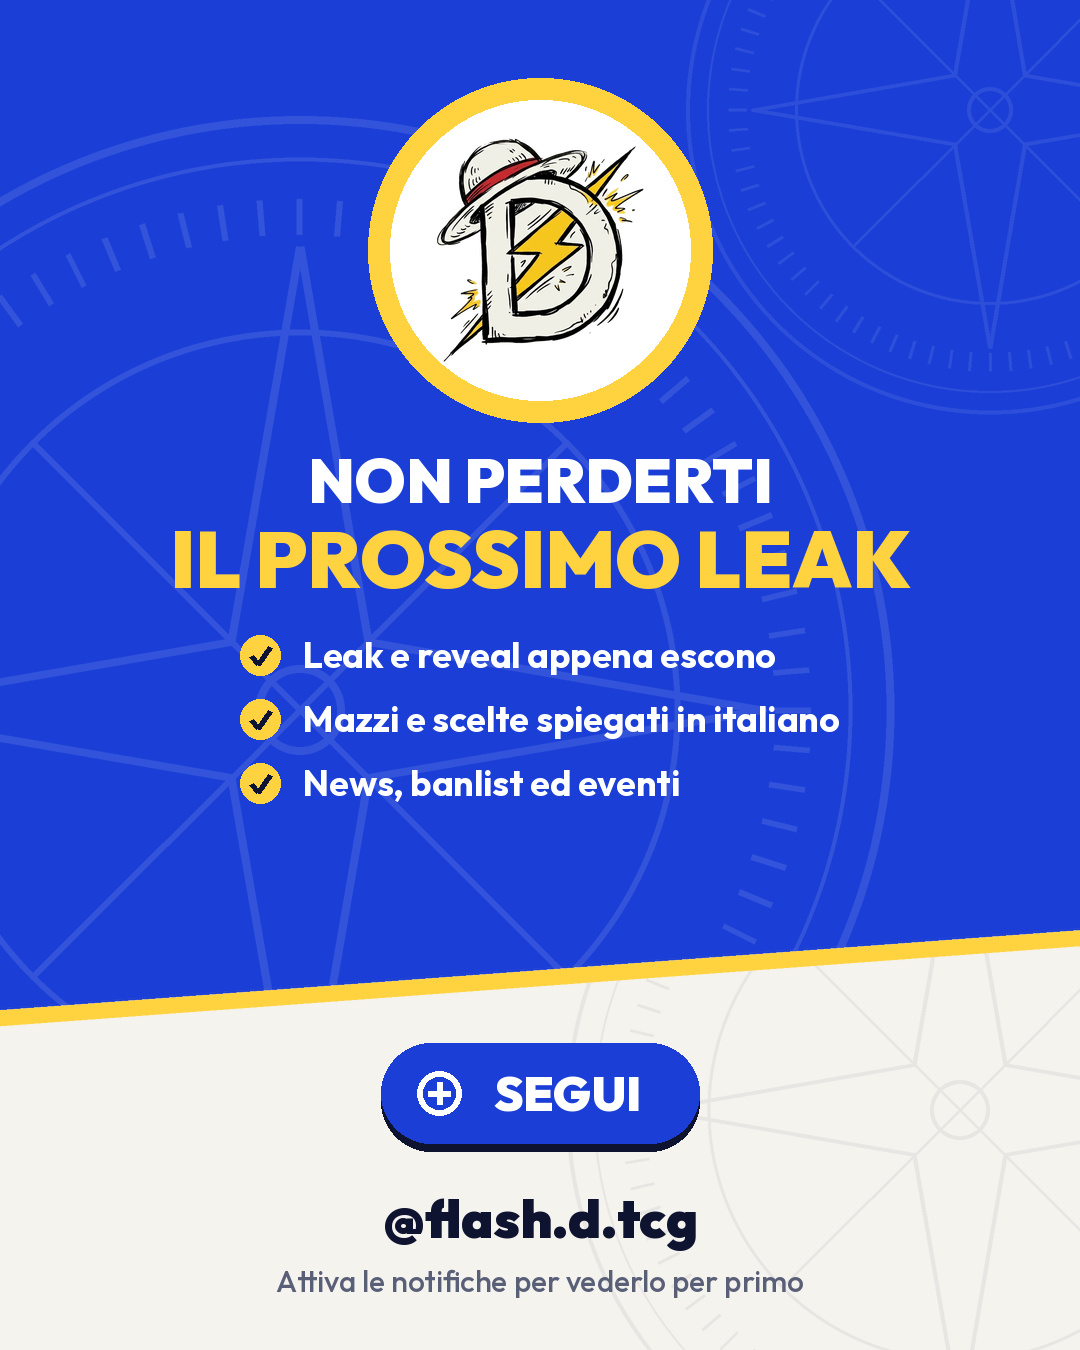 D
NON PERDERTI
IL PROSSIMO LEAK
Leak e reveal appena escono
Mazzi e scelte spiegati in italiano
News, banlist ed eventi
SEGUI
@flash.d.tcg
Attiva le notifiche per vederlo per primo